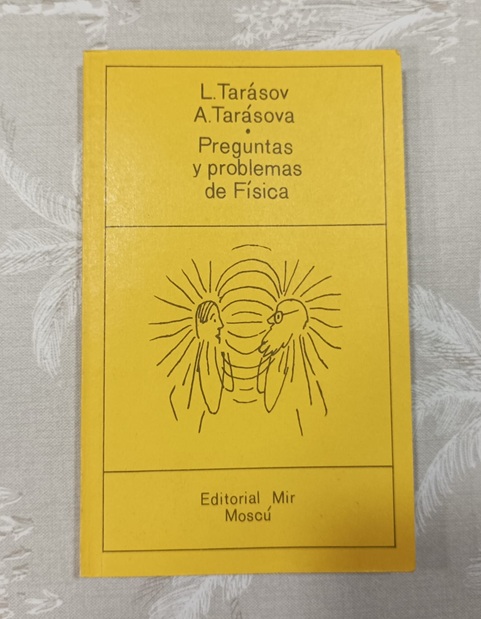 L.Tarásov
A.Tarásova
•
Preguntas
y problemas
de Física
Editorial Mir
Moscú